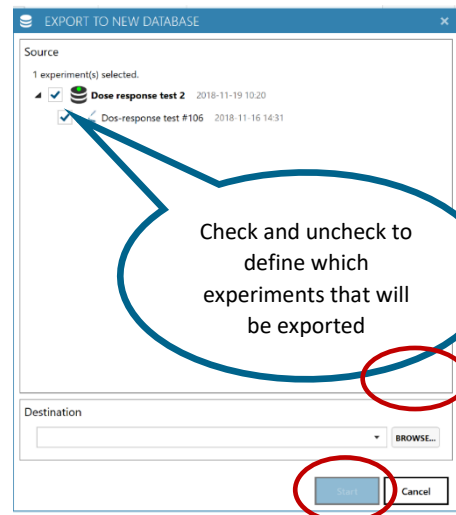 EXPORT TO NEW DATABASE
Source
1 experiment(s) selected.
Dose response test 2 2018-11-19 10:20
Dos-response test #106 2018-11-16 14:31
Check and uncheck to
define which
experiments that will
be exported
Destination
BROWSE...
Start Cancel